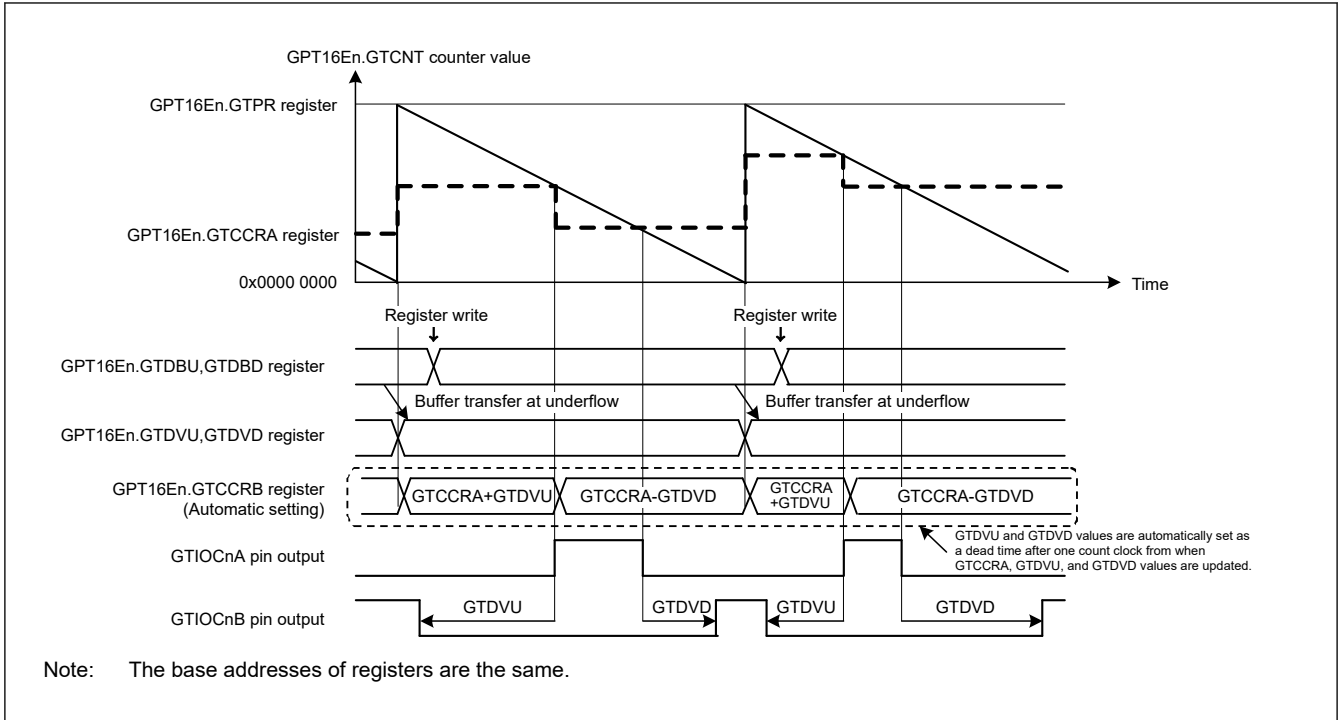 GPT16En.GTCNT counter value
GPT16En.GTPR register
GPT16En.GTCCRA register
0x0000 0000
Time
Register write
Register write
GPT16En.GTDBU,GTDBD register
Buffer transfer at underflow
Buffer transfer at underflow
GPT16En.GTDVU,GTDVD register
GPT16En.GTCCRB register
(Automatic setting)
GTCCRA+GTDVU
GTCCRA-GTDVD
GTCCRA
+GTDVU
GTCCRA-GTDVD
GTDVU and GTDVD values are automatically set as
a dead time after one count clock from when
GTCCRA, GTDVU, and GTDVD values are updated.
GTIOCnA pin output
GTIOCnB pin output
GTDVU
GTDVD
GTDVU
GTDVD
Note: The base addresses of registers are the same.